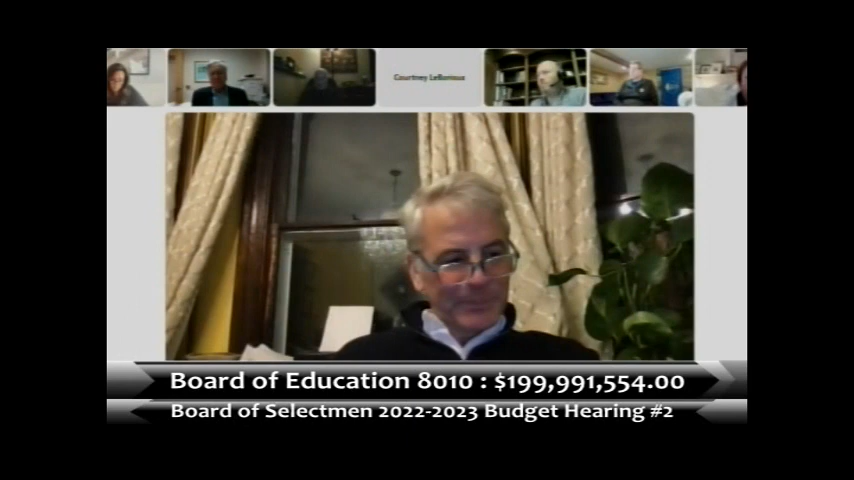 Courtney LeBorious
Board of Education 8010 : $199,991,554.00
Board of Selectmen 2022-2023 Budget Hearing #2